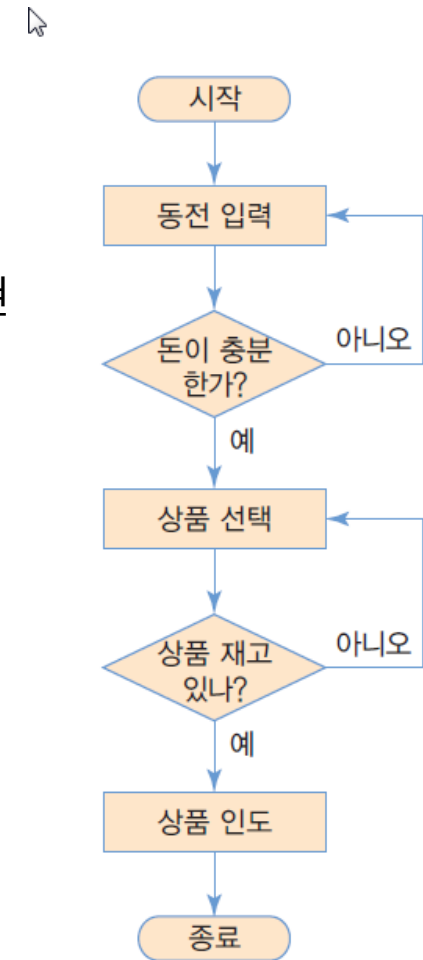 시작
동전 입력
돈이 충분
한가?
아니오
예
상품 선택
상품 재고
있나?
아니오
예
상품 인도
종료